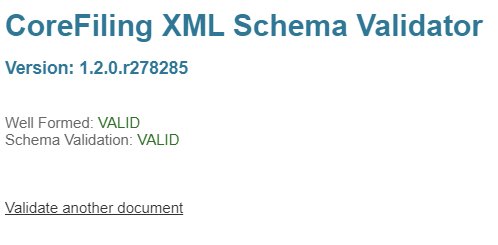 CoreFiling XML Schema Validator
Version: 1.2.0.r278285
Well Formed: VALID
Schema Validation: VALID
Validate another document